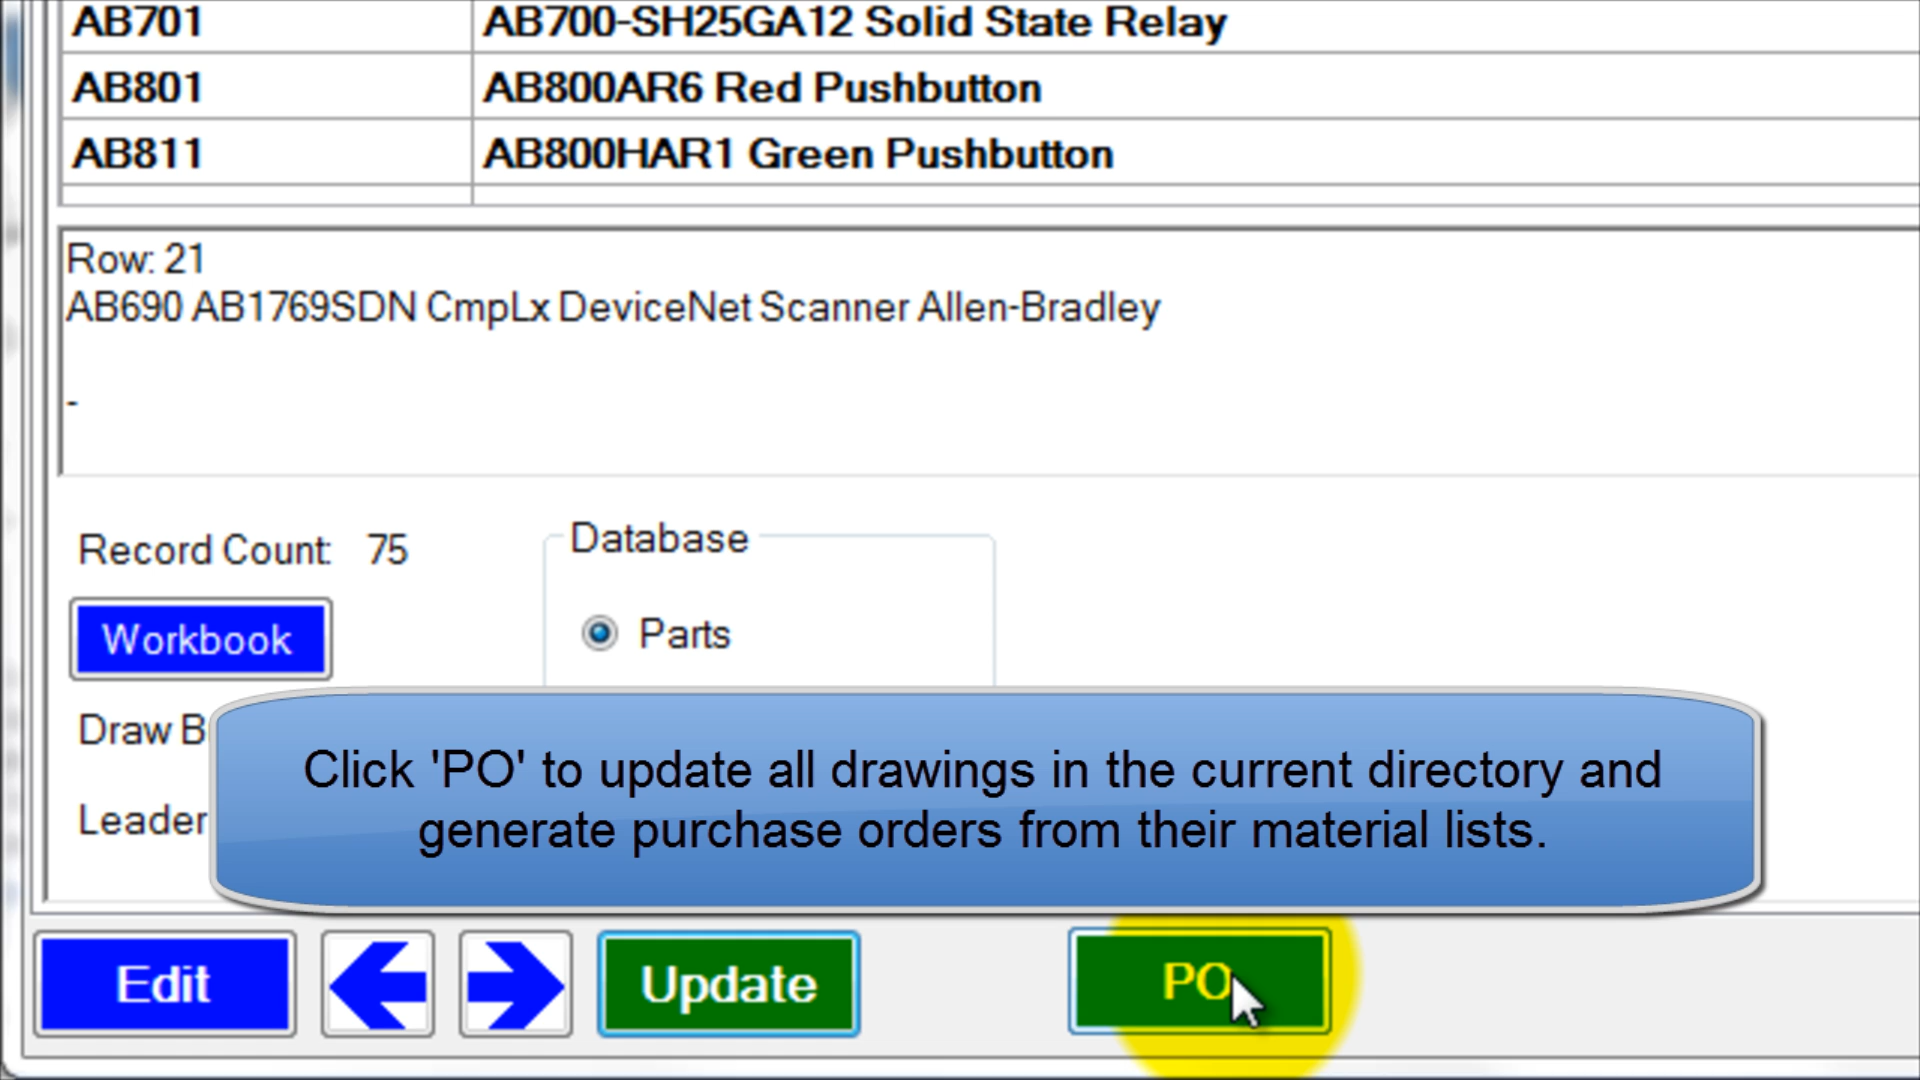 AB701 AB700-SH25GA12 Solid State Relay
AB801 AB800AR6 Red Pushbutton
AB811 AB800HAR1 Green Pushbutton
Row: 21
AB690 AB1769SDN CmpLx DeviceNet Scanner Allen-Bradley
-
Record Count: 75
Database
Workbook
Parts
Draw B
Leader
Click 'PO' to update all drawings in the current directory and
generate purchase orders from their material lists.
Edit
Update
PO